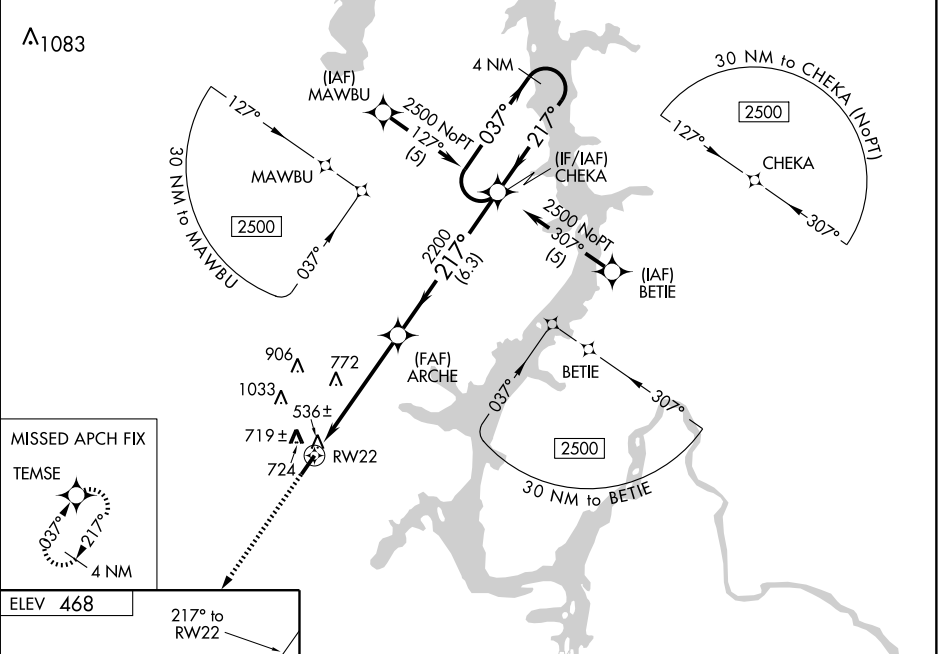 1083
(IAF)
MAWBU
2500 NoPT
127°
(5)
4 NM
037°
217°
(IF/IAF)
CHEKA
30 NM to CHEKA (NoPT)
2500
127°
CHEKA
307°
127°
MAWBU
30 NM to MAWBU
2500
037°
2500 NoPT
307°
(5)
(IAF)
BETIE
2200
217°
(6.3)
(FAF)
ARCHE
BETIE
037°
307°
2500
30 NM to BETIE
906
772
1033
536±
719±
724
RW22
MISSED APCH FIX
TEMSE
037°
217°
4 NM
ELEV 468
217° to
RW22